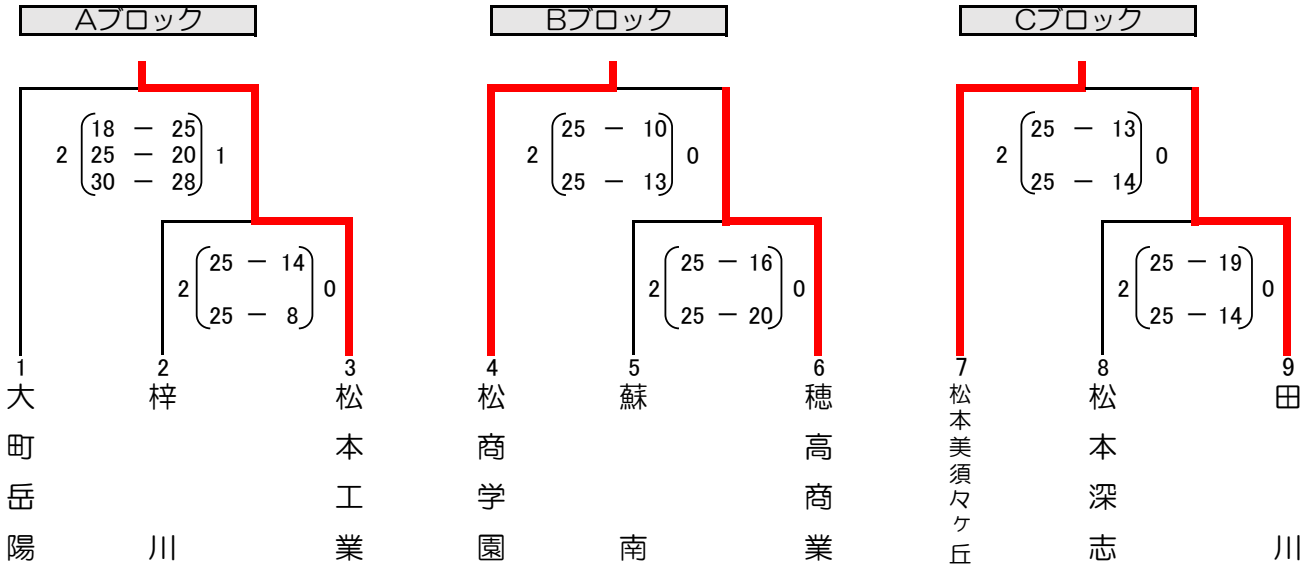 Aブロック
2 18 － 25 1
25 － 20
30 － 28
2 25 － 14 0
25 － 8
1 大町岳陽
2 梓川
3 松本工業
Bブロック
2 25 － 10 0
25 － 13
2 25 － 16 0
25 － 20
4 松商学園
5 蘇南
6 穂高商業
Cブロック
2 25 － 13 0
25 － 14
2 25 － 19 0
25 － 14
7 松本美須々ヶ丘
8 松本深志
9 田川